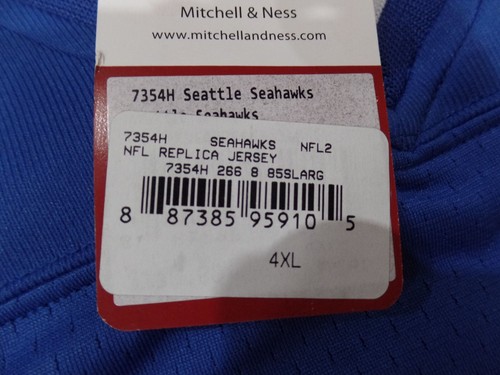 Mitchell & Ness
www.mitchellandness.com
7354H Seattle Seahawks
Seahawks
7354H SEAHAWKS NFL2
NFL REPLICA JERSEY
7354H 266 8 85SLARG
8 87385 95910 5
4XL